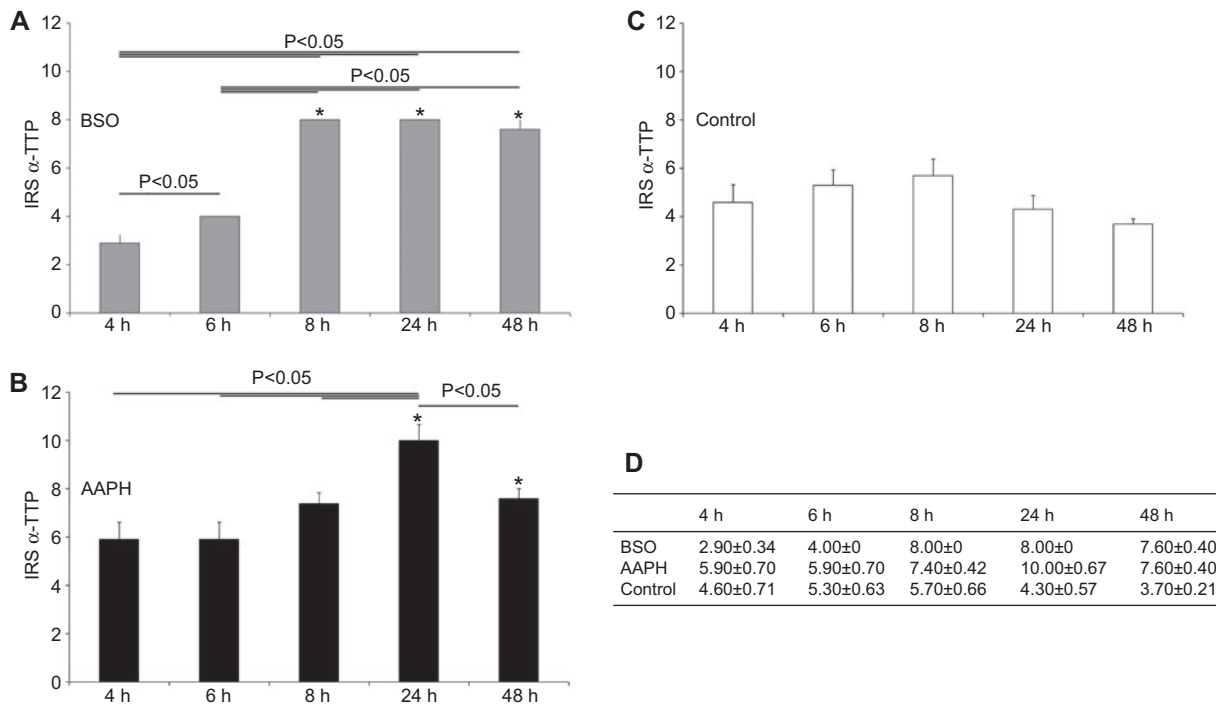 A
12
10
8
6
4
2
0
IRS α-TTP
BSO
P<0.05
P<0.05
P<0.05
*
*
*
4 h 6 h 8 h 24 h 48 h
B
12
10
8
6
4
2
0
IRS α-TTP
AAPH
P<0.05
P<0.05
*
*
4 h 6 h 8 h 24 h 48 h
C
12
10
8
6
4
2
0
IRS α-TTP
Control
4 h 6 h 8 h 24 h 48 h
D
4 h 6 h 8 h 24 h 48 h
BSO 2.90±0.34 4.00±0 8.00±0 8.00±0 7.60±0.40
AAPH 5.90±0.70 5.90±0.70 7.40±0.42 10.00±0.67 7.60±0.40
Control 4.60±0.71 5.30±0.63 5.70±0.66 4.30±0.57 3.70±0.21